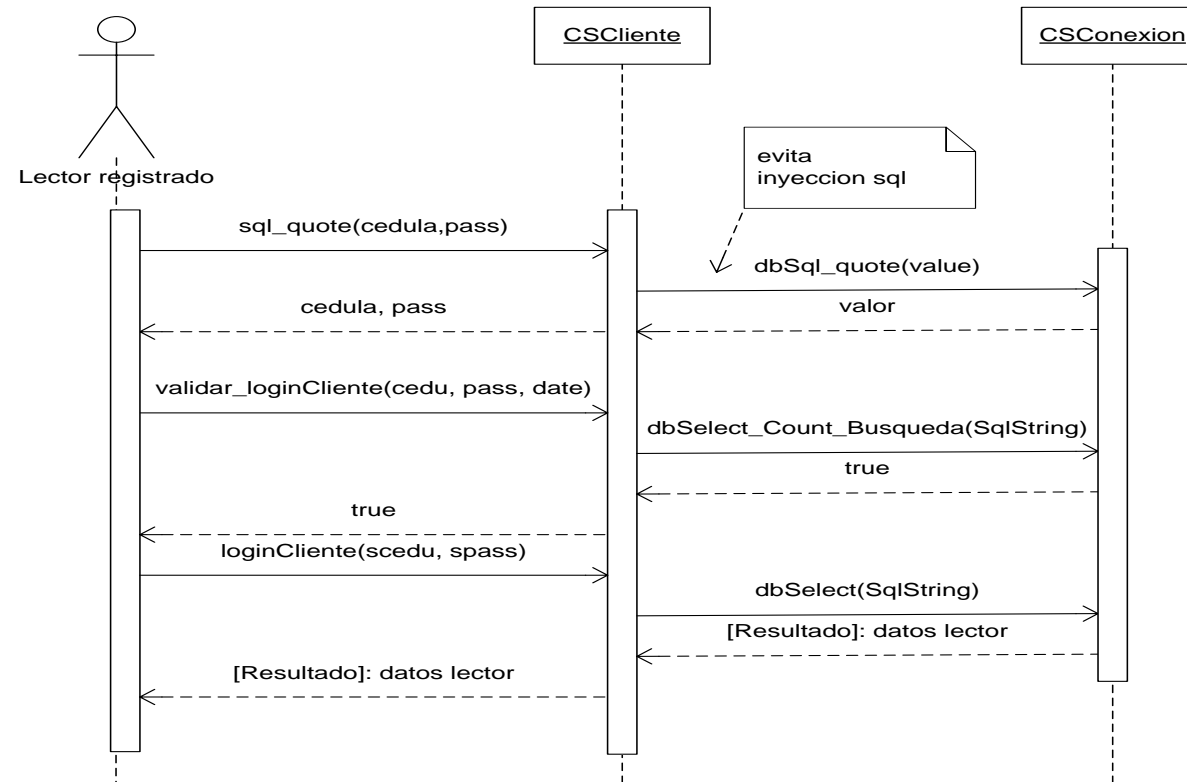 CSCliente
CSConexion
evita
inyeccion sql
Lector registrado
sql_quote(cedula,pass)
dbSql_quote(value)
cedula, pass
valor
validar_loginCliente(cedu, pass, date)
dbSelect_Count_Busqueda(SqlString)
true
true
loginCliente(scedu, spass)
dbSelect(SqlString)
[Resultado]: datos lector
[Resultado]: datos lector